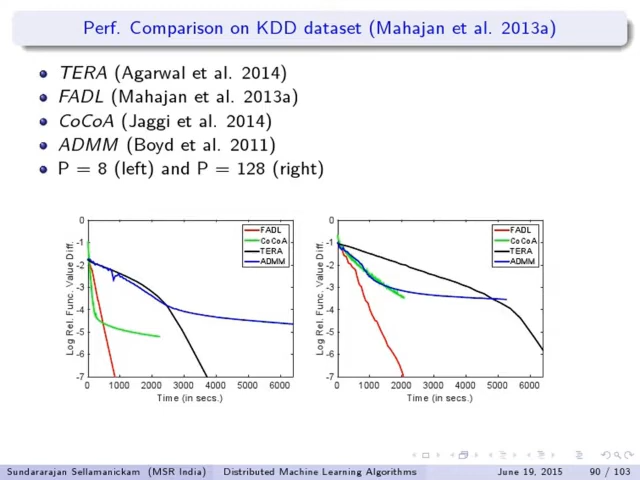 Perf. Comparison on KDD dataset (Mahajan et al. 2013a)
TERA (Agarwal et al. 2014)
FADL (Mahajan et al. 2013a)
CoCoA (Jaggi et al. 2014)
ADMM (Boyd et al. 2011)
P = 8 (left) and P = 128 (right)
Log Rel. Func. Value Diff.
0
-1
-2
-3
-4
-5
-6
-7
FADL
CoCoA
TERA
ADMM
0 1000 2000 3000 4000 5000 6000
Time (in secs.)
Log Rel. Func. Value Diff.
0
-1
-2
-3
-4
-5
-6
-7
FADL
CoCoA
TERA
ADMM
0 1000 2000 3000 4000 5000 6000
Time (in secs.)
Sundararajan Sellamanickam (MSR India) Distributed Machine Learning Algorithms June 19, 2015 90 / 103